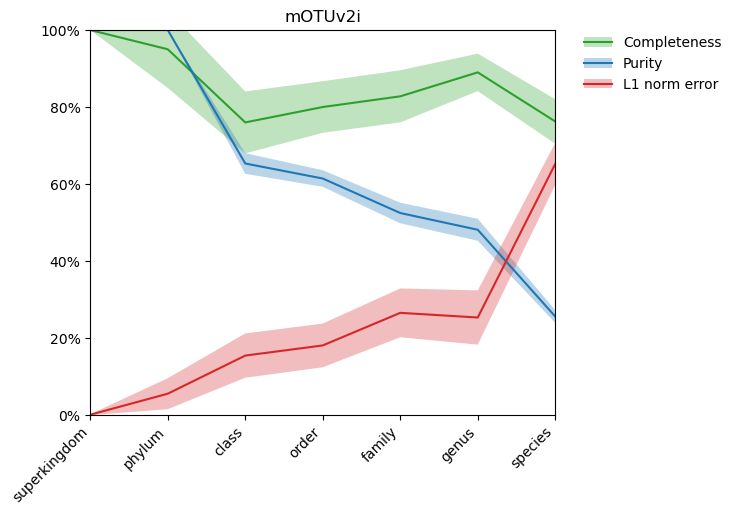 mOTUv2i
100%
80%
60%
40%
20%
0%
superkingdom
phylum
class
order
family
genus
species
Completeness
Purity
L1 norm error